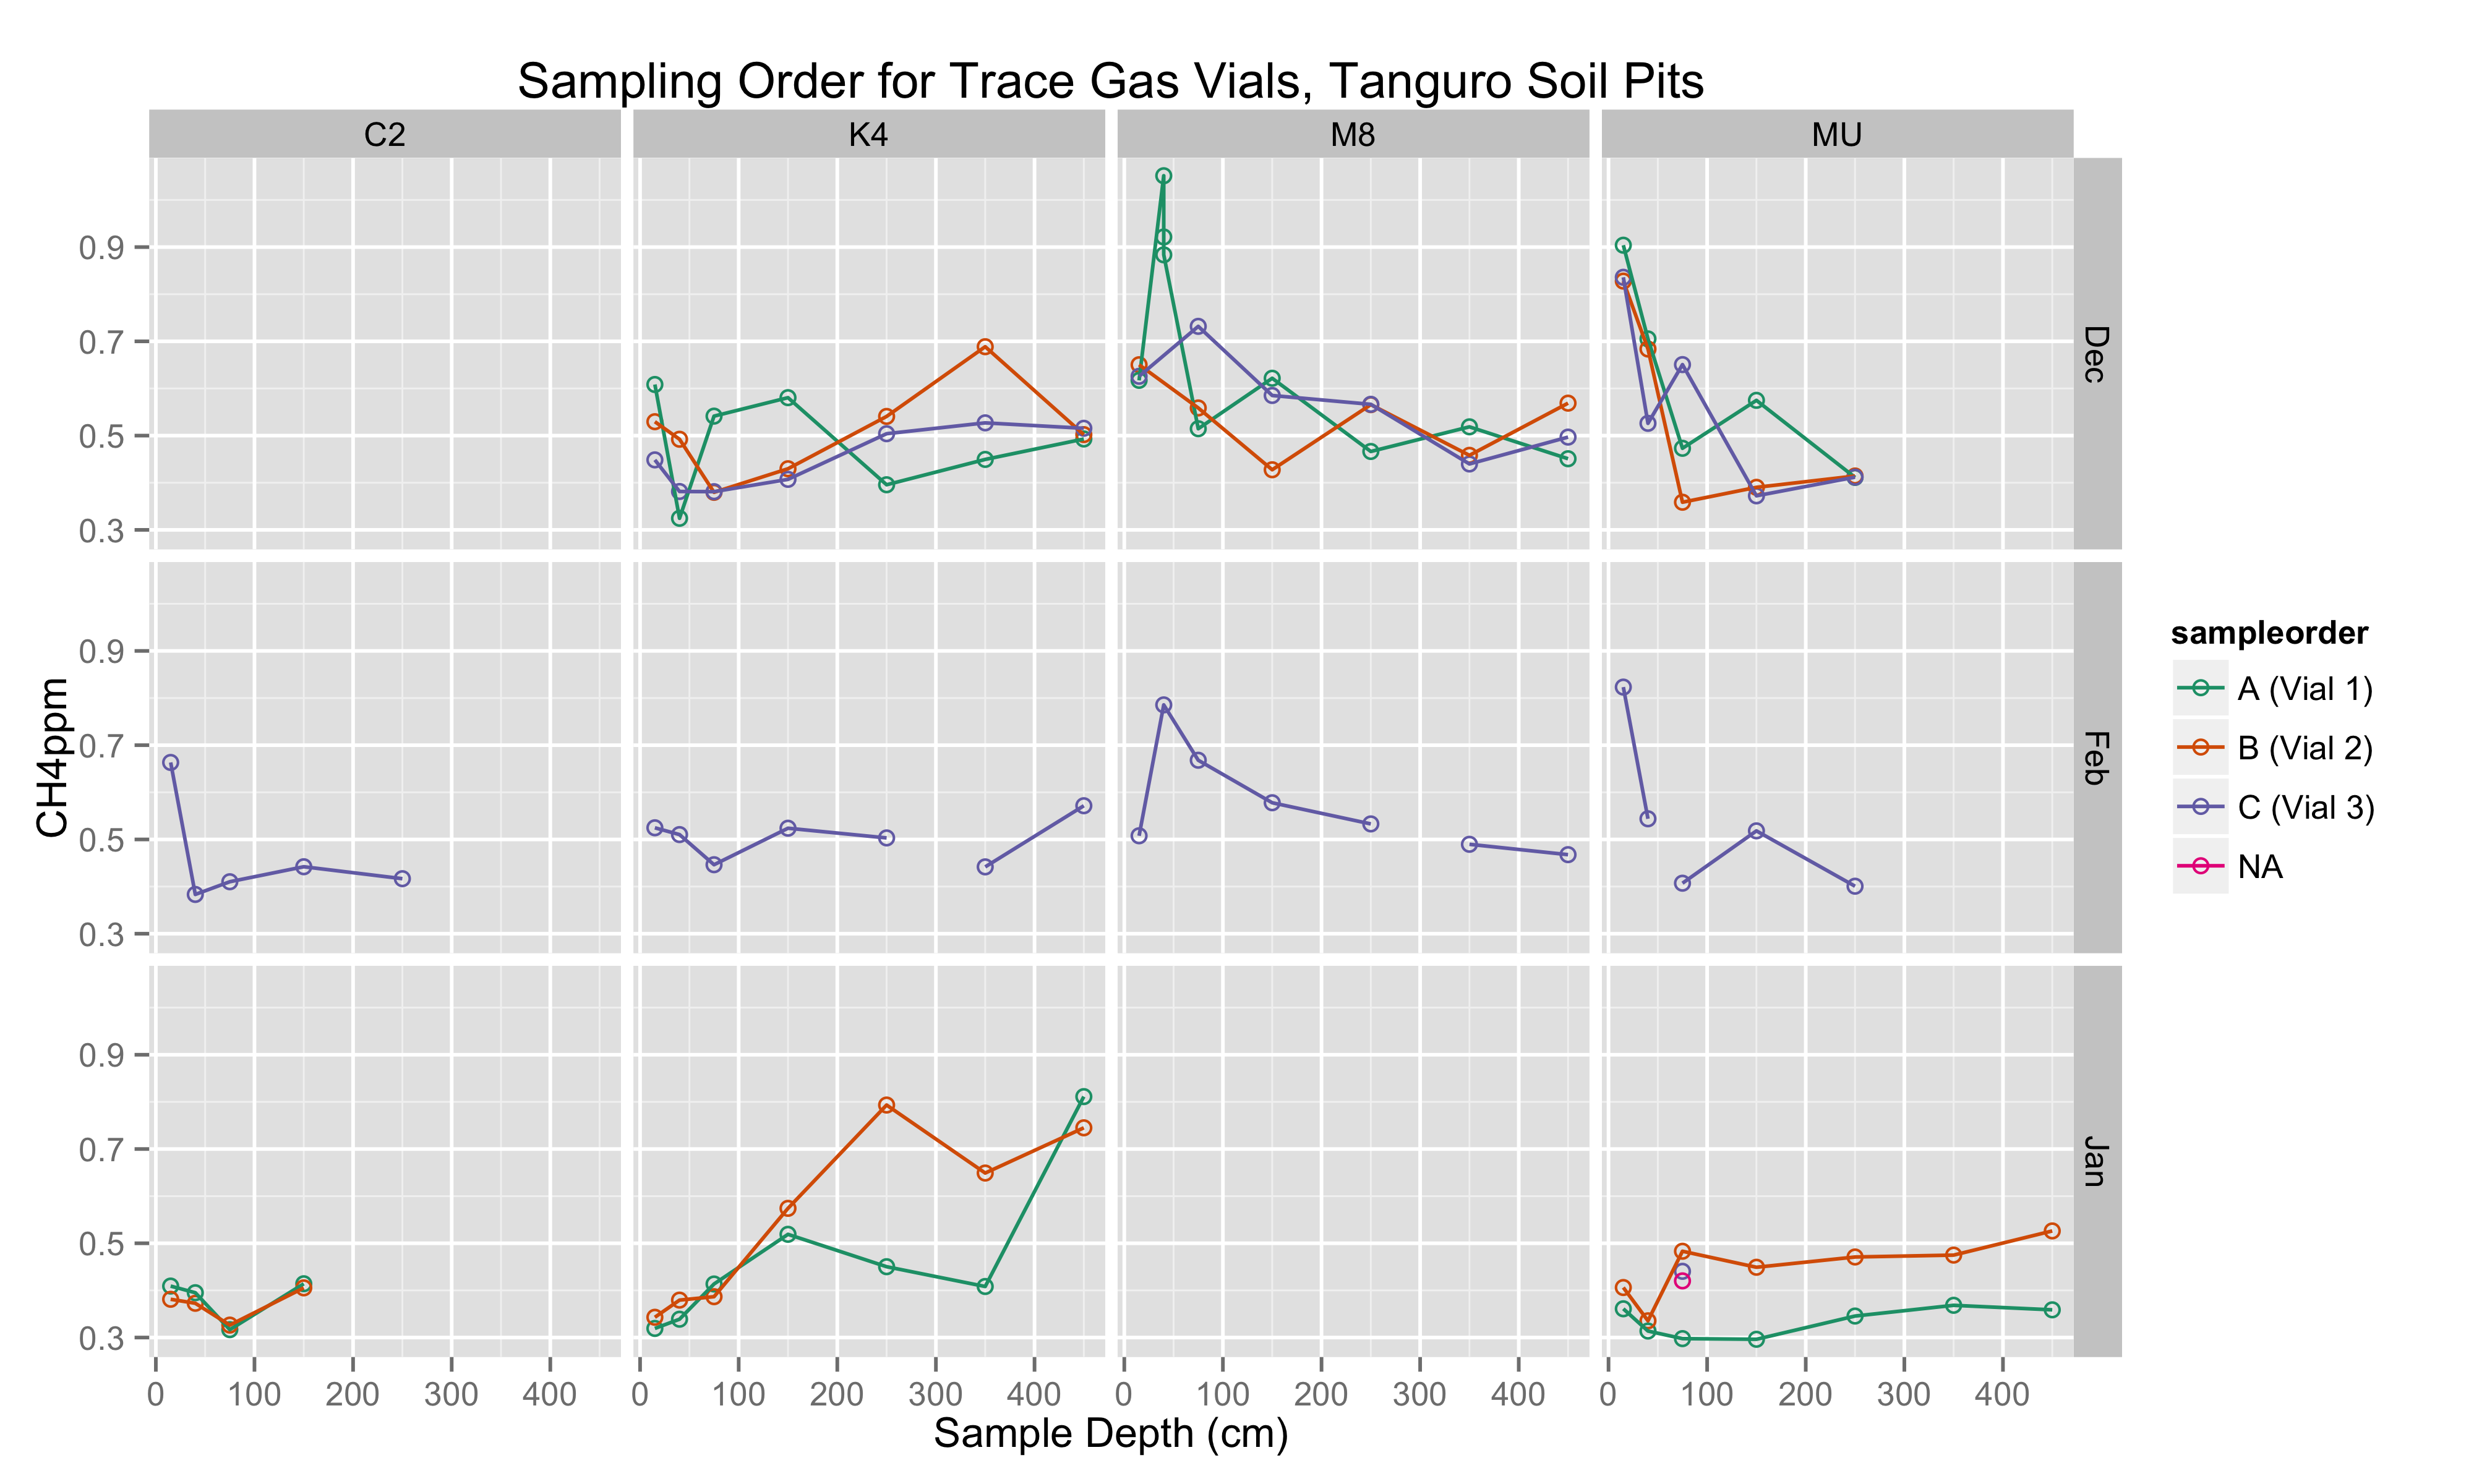 Sampling Order for Trace Gas Vials, Tanguro Soil Pits
C2 K4 M8 MU
0.9
0.7
0.5
0.3
Dec
0.9
0.7
0.5
0.3
Feb
0.9
0.7
0.5
0.3
Jan
CH4ppm
0 100 200 300 400 0 100 200 300 400 0 100 200 300 400 0 100 200 300 400
Sample Depth (cm)
sampleorder
A (Vial 1)
B (Vial 2)
C (Vial 3)
NA